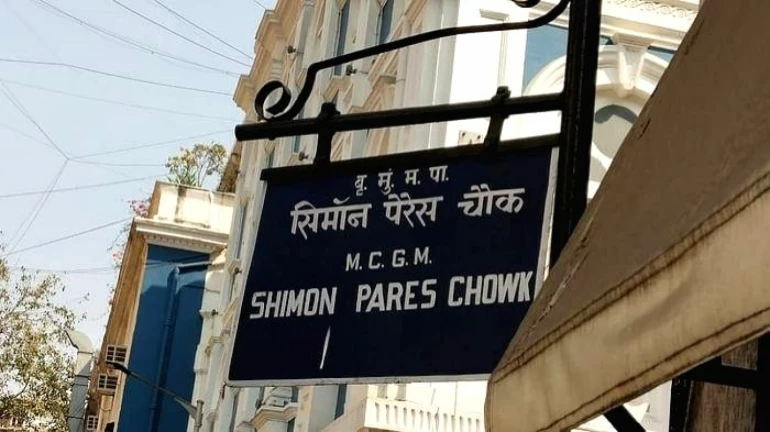 बृ. मुं. म. पा.
सिमॉन पॅरेस चौक
M. C. G. M.
SHIMON PARES CHOWK